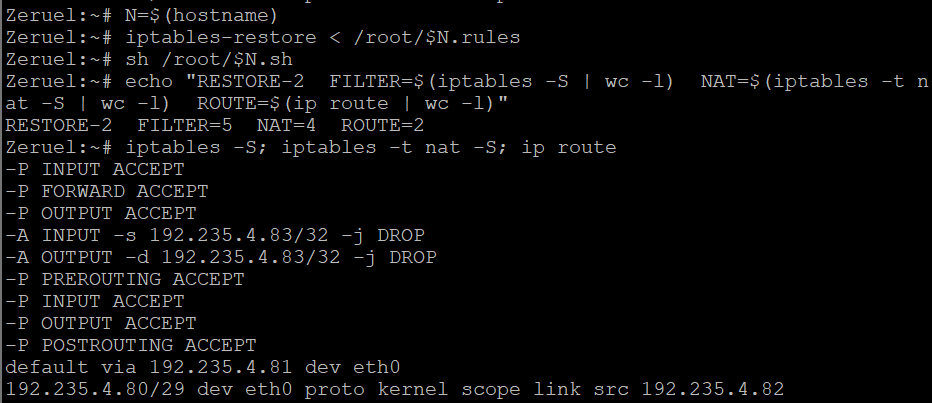 Zeruel:~# N=$(hostname)
Zeruel:~# iptables-restore < /root/$N.rules
Zeruel:~# sh /root/$N.sh
Zeruel:~# echo "RESTORE-2  FILTER=$(iptables -S | wc -l)  NAT=$(iptables -t n
at -S | wc -l)  ROUTE=$(ip route | wc -l)"
RESTORE-2  FILTER=5  NAT=4  ROUTE=2
Zeruel:~# iptables -S; iptables -t nat -S; ip route
-P INPUT ACCEPT
-P FORWARD ACCEPT
-P OUTPUT ACCEPT
-A INPUT -s 192.235.4.83/32 -j DROP
-A OUTPUT -d 192.235.4.83/32 -j DROP
-P PREROUTING ACCEPT
-P INPUT ACCEPT
-P OUTPUT ACCEPT
-P POSTROUTING ACCEPT
default via 192.235.4.81 dev eth0
192.235.4.80/29 dev eth0 proto kernel scope link src 192.235.4.82